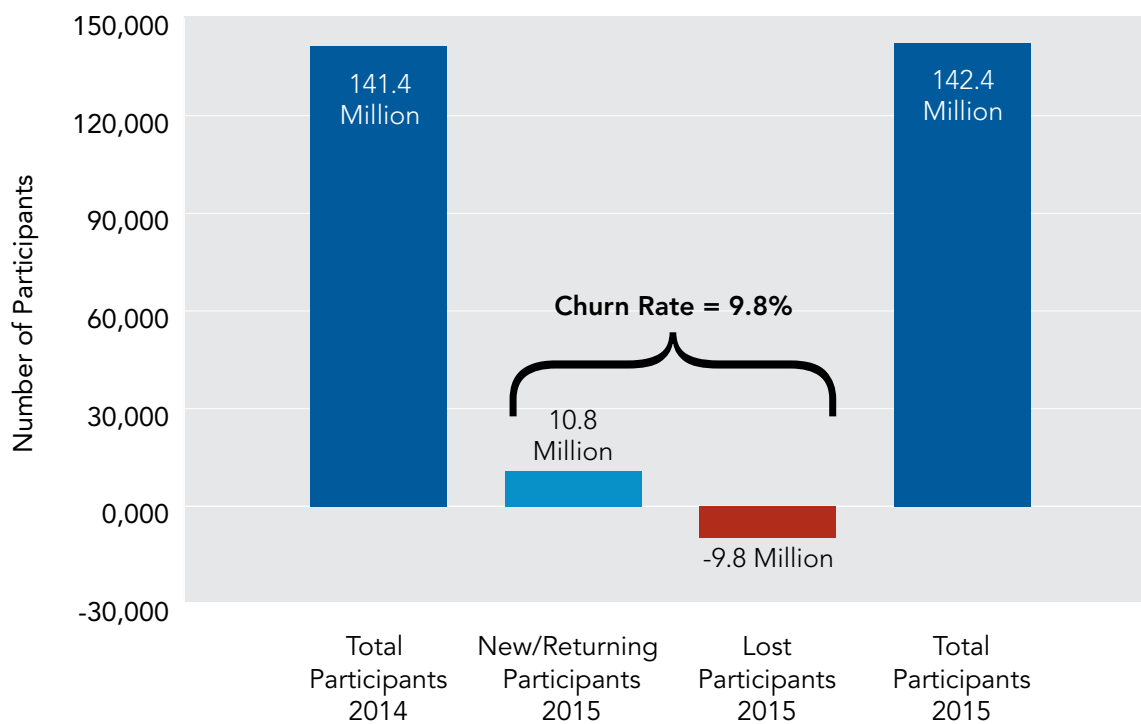 Number of Participants
150,000
120,000
90,000
60,000
30,000
0,000
-30,000
141.4
Million
142.4
Million
Churn Rate = 9.8%
10.8
Million
-9.8 Million
Total
Participants
2014
New/Returning
Participants
2015
Lost
Participants
2015
Total
Participants
2015